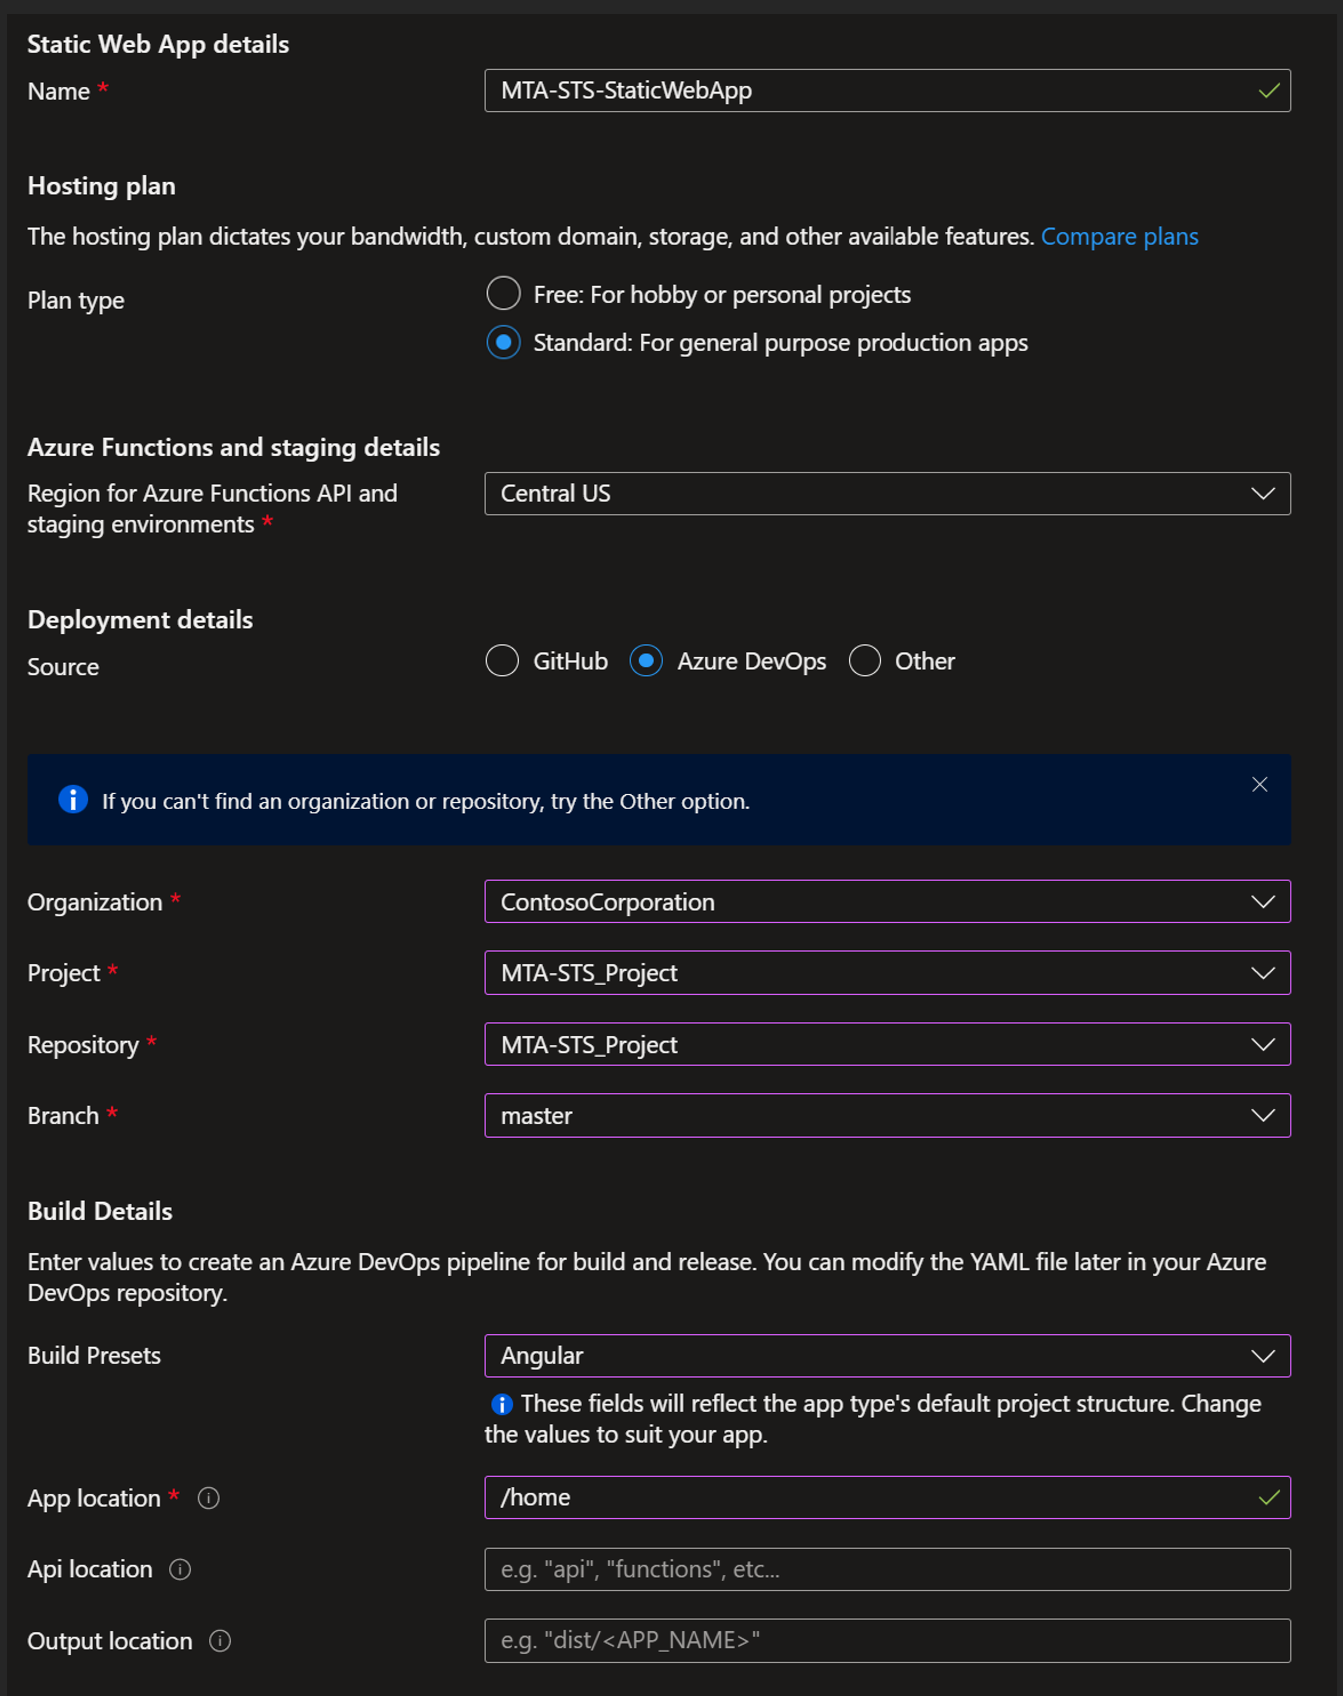 Static Web App details
Name *
MTA-STS-StaticWebApp
Hosting plan
The hosting plan dictates your bandwidth, custom domain, storage, and other available features. Compare plans
Plan type
Free: For hobby or personal projects
Standard: For general purpose production apps
Azure Functions and staging details
Region for Azure Functions API and
staging environments *
Central US
Deployment details
Source
GitHub
Azure DevOps
Other
If you can't find an organization or repository, try the Other option.
Organization *
ContosoCorporation
Project *
MTA-STS_Project
Repository *
MTA-STS_Project
Branch *
master
Build Details
Enter values to create an Azure DevOps pipeline for build and release. You can modify the YAML file later in your Azure
DevOps repository.
Build Presets
Angular
These fields will reflect the app type's default project structure. Change
the values to suit your app.
App location *
/home
Api location
e.g. "api", "functions", etc...
Output location
e.g. "dist/<APP_NAME>"